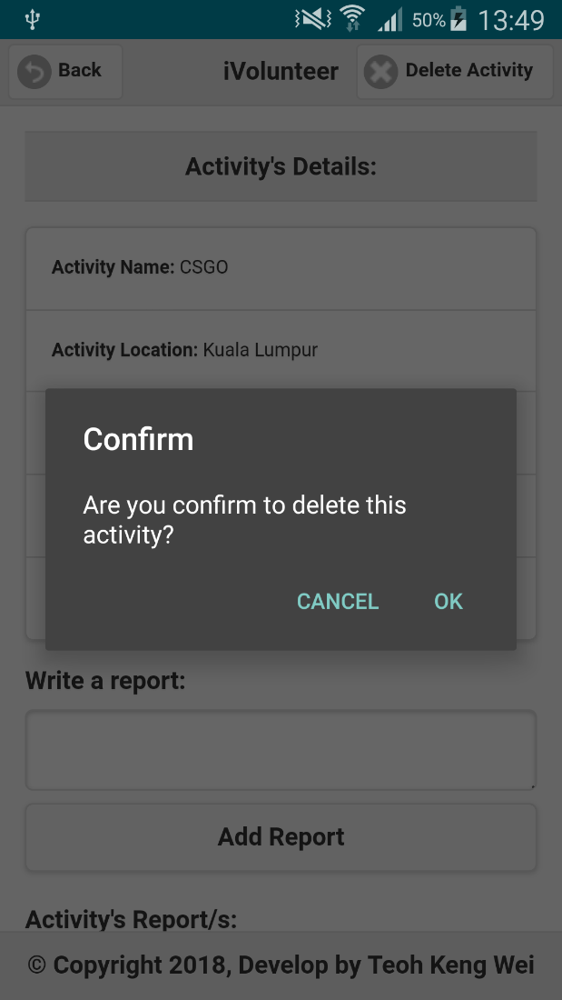 50% 13:49
Back iVolunteer Delete Activity
Activity's Details:
Activity Name: CSGO
Activity Location: Kuala Lumpur
Confirm
Are you confirm to delete this
activity?
CANCEL OK
Write a report:
Add Report
Activity's Report/s:
© Copyright 2018, Develop by Teoh Keng Wei